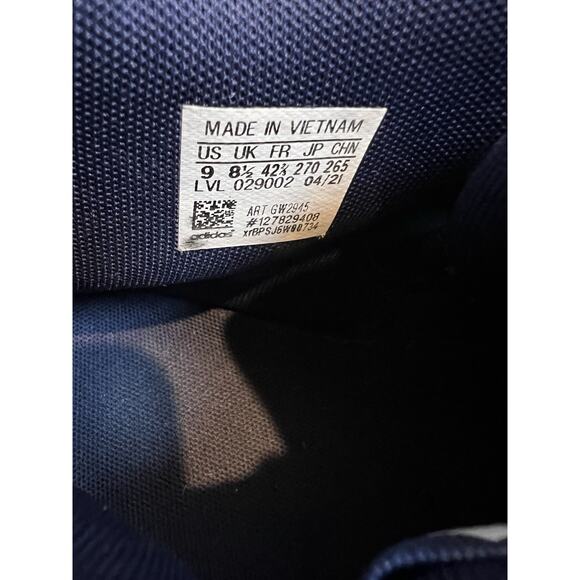 MADE IN VIETNAM
US UK FR JP CHN
9 8½ 42⅔ 270 265
LVL 029002 04/21
ART GW2945
#127829408
adidas xrBPSJ6W00734